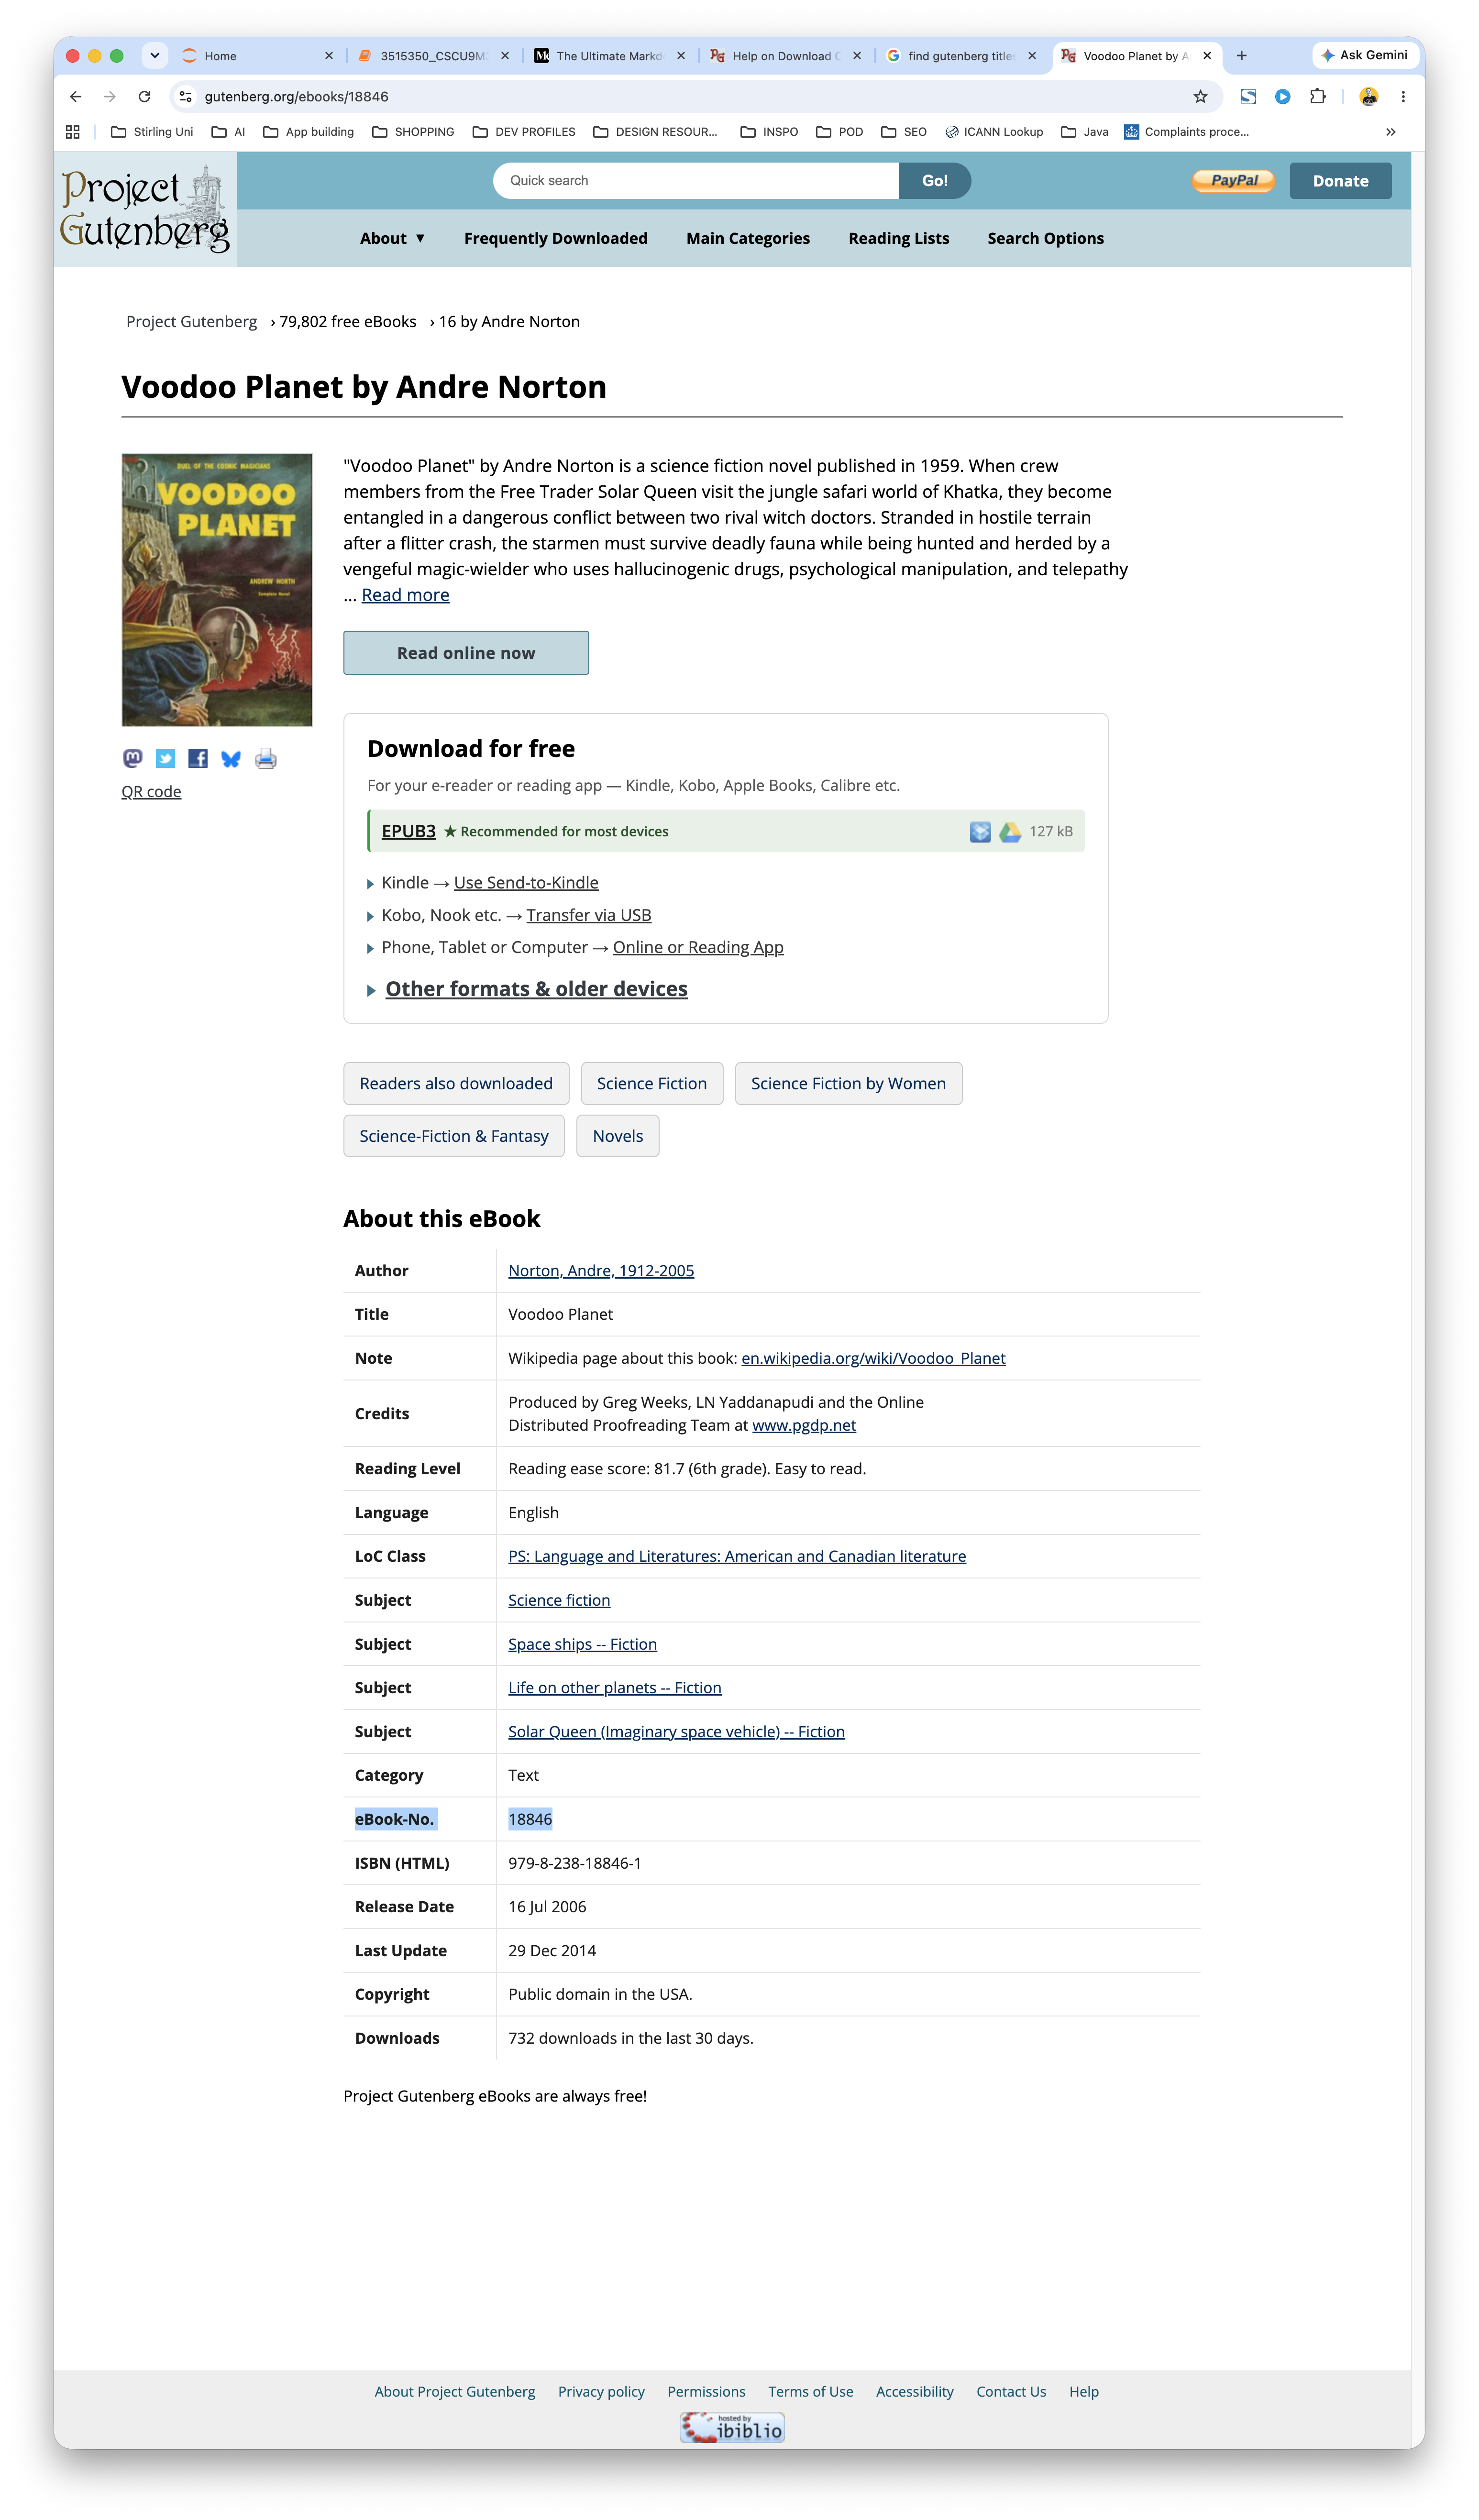 Home
3515350_CSCU9M
The Ultimate Markd
Help on Download
find gutenberg title
Voodoo Planet by A
Ask Gemini
gutenberg.org/ebooks/18846
Stirling Uni
AI
App building
SHOPPING
DEV PROFILES
DESIGN RESOUR...
INSPO
POD
SEO
ICANN Lookup
Java
Complaints proce...
Project
Gutenberg
Quick search
Go!
PayPal
Donate
About ▼
Frequently Downloaded
Main Categories
Reading Lists
Search Options
Project Gutenberg › 79,802 free eBooks › 16 by Andre Norton
Voodoo Planet by Andre Norton
DUEL OF THE COSMIC MAGICIANS
VOODOO
PLANET
ANDREW NORTH
Complete Novel
"Voodoo Planet" by Andre Norton is a science fiction novel published in 1959. When crew
members from the Free Trader Solar Queen visit the jungle safari world of Khatka, they become
entangled in a dangerous conflict between two rival witch doctors. Stranded in hostile terrain
after a flitter crash, the starmen must survive deadly fauna while being hunted and herded by a
vengeful magic-wielder who uses hallucinogenic drugs, psychological manipulation, and telepathy
... Read more
Read online now
QR code
Download for free
For your e-reader or reading app — Kindle, Kobo, Apple Books, Calibre etc.
EPUB3 ★ Recommended for most devices 127 kB
Kindle → Use Send-to-Kindle
Kobo, Nook etc. → Transfer via USB
Phone, Tablet or Computer → Online or Reading App
Other formats & older devices
Readers also downloaded
Science Fiction
Science Fiction by Women
Science-Fiction & Fantasy
Novels
About this eBook
Author Norton, Andre, 1912-2005
Title Voodoo Planet
Note Wikipedia page about this book: en.wikipedia.org/wiki/Voodoo_Planet
Credits Produced by Greg Weeks, LN Yaddanapudi and the Online
Distributed Proofreading Team at www.pgdp.net
Reading Level Reading ease score: 81.7 (6th grade). Easy to read.
Language English
LoC Class PS: Language and Literatures: American and Canadian literature
Subject Science fiction
Subject Space ships -- Fiction
Subject Life on other planets -- Fiction
Subject Solar Queen (Imaginary space vehicle) -- Fiction
Category Text
eBook-No. 18846
ISBN (HTML) 979-8-238-18846-1
Release Date 16 Jul 2006
Last Update 29 Dec 2014
Copyright Public domain in the USA.
Downloads 732 downloads in the last 30 days.
Project Gutenberg eBooks are always free!
About Project Gutenberg
Privacy policy
Permissions
Terms of Use
Accessibility
Contact Us
Help
hosted by
ibiblio